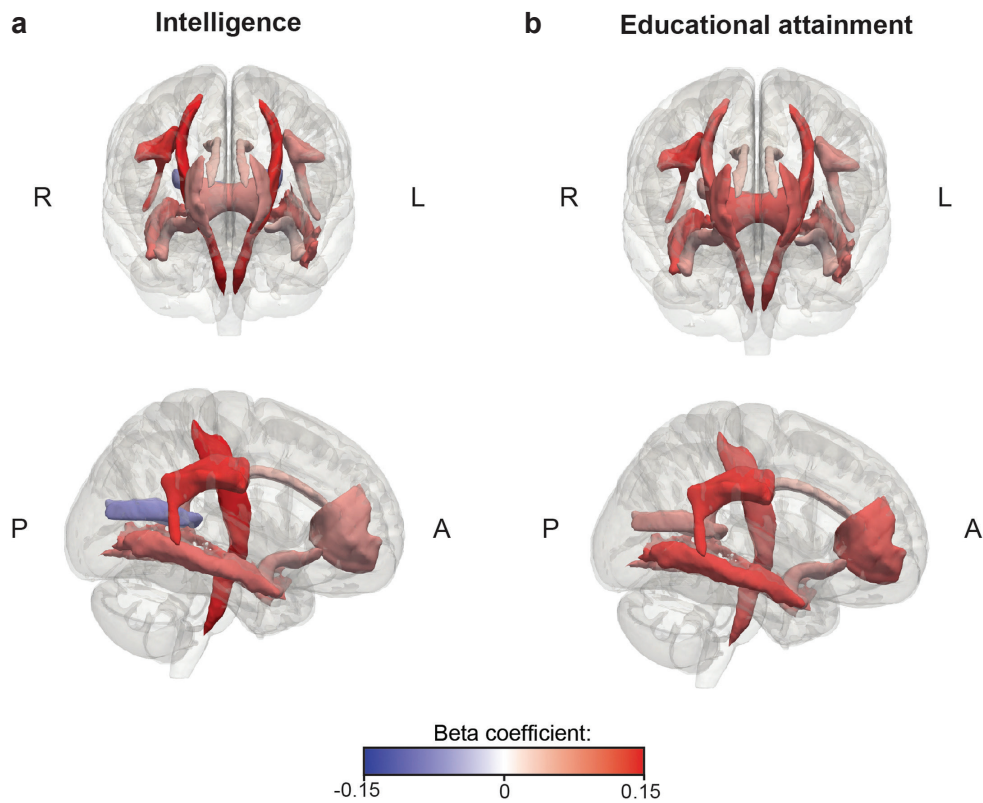 a Intelligence
b Educational attainment
R L
R L
P A
P A
Beta coefficient:
-0.15 0 0.15